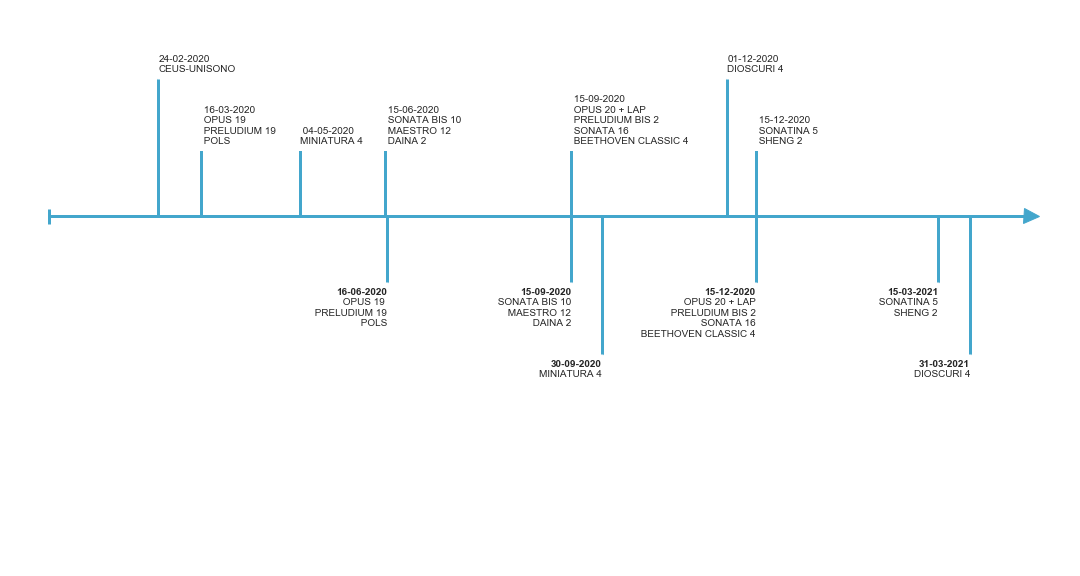 24-02-2020
CEUS-UNISONO
16-03-2020
OPUS 19
PRELUDIUM 19
POLS
04-05-2020
MINIATURA 4
15-06-2020
SONATA BIS 10
MAESTRO 12
DAINA 2
15-09-2020
OPUS 20 + LAP
PRELUDIUM BIS 2
SONATA 16
BEETHOVEN CLASSIC 4
01-12-2020
DIOSCURI 4
15-12-2020
SONATINA 5
SHENG 2
16-06-2020
OPUS 19
PRELUDIUM 19
POLS
15-09-2020
SONATA BIS 10
MAESTRO 12
DAINA 2
30-09-2020
MINIATURA 4
15-12-2020
OPUS 20 + LAP
PRELUDIUM BIS 2
SONATA 16
BEETHOVEN CLASSIC 4
15-03-2021
SONATINA 5
SHENG 2
31-03-2021
DIOSCURI 4